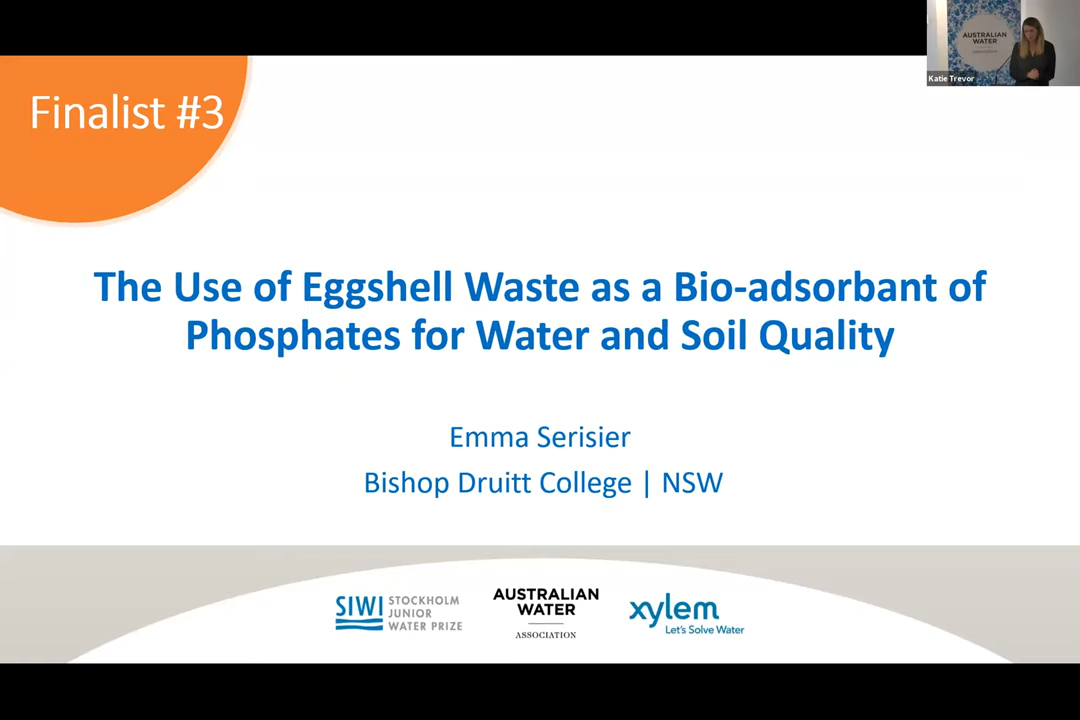 Finalist #3
AUSTRALIAN
WATER
Katie Trevor
The Use of Eggshell Waste as a Bio-adsorbant of
Phosphates for Water and Soil Quality
Emma Serisier
Bishop Druitt College | NSW
SIWI
STOCKHOLM
JUNIOR
WATER PRIZE
AUSTRALIAN
WATER
ASSOCIATION
xylem
Let's Solve Water